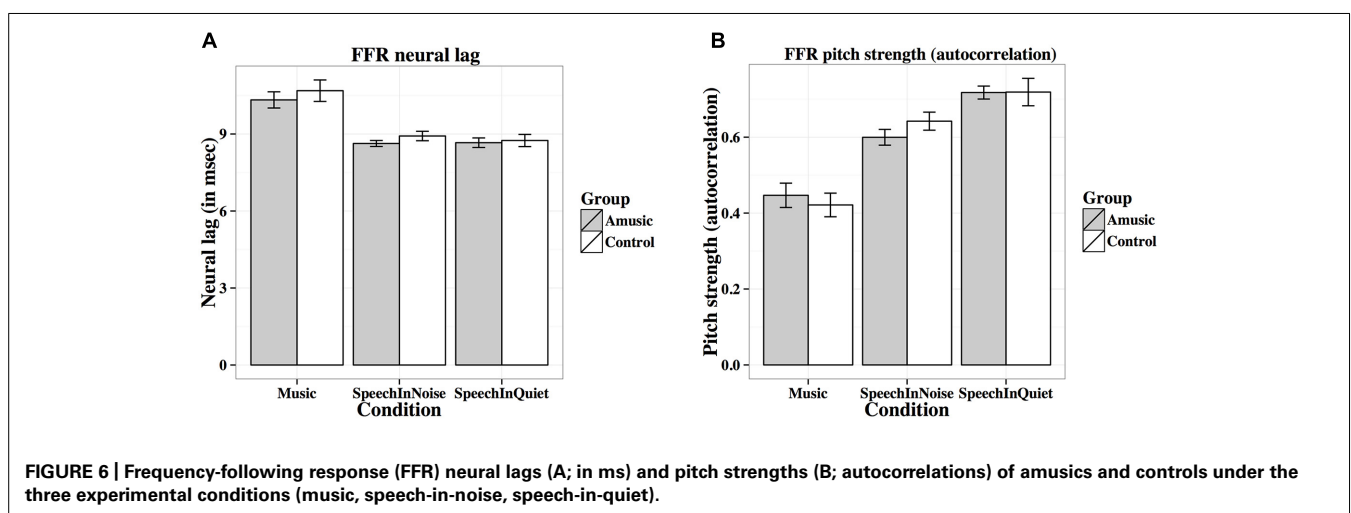 A
FFR neural lag
Neural lag (in msec)
9
6
3
0
Music SpeechInNoise SpeechInQuiet
Condition
Group
Amusic
Control
B
FFR pitch strength (autocorrelation)
Pitch strength (autocorrelation)
0.6
0.4
0.2
0.0
Music SpeechInNoise SpeechInQuiet
Condition
Group
Amusic
Control
FIGURE 6 | Frequency-following response (FFR) neural lags (A; in ms) and pitch strengths (B; autocorrelations) of amusics and controls under the
three experimental conditions (music, speech-in-noise, speech-in-quiet).